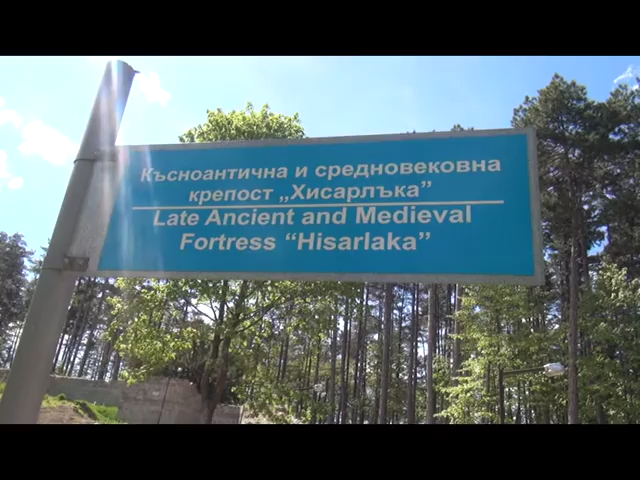 Късноантична и средновековна
крепост „Хисарлъка”
Late Ancient and Medieval
Fortress “Hisarlaka”